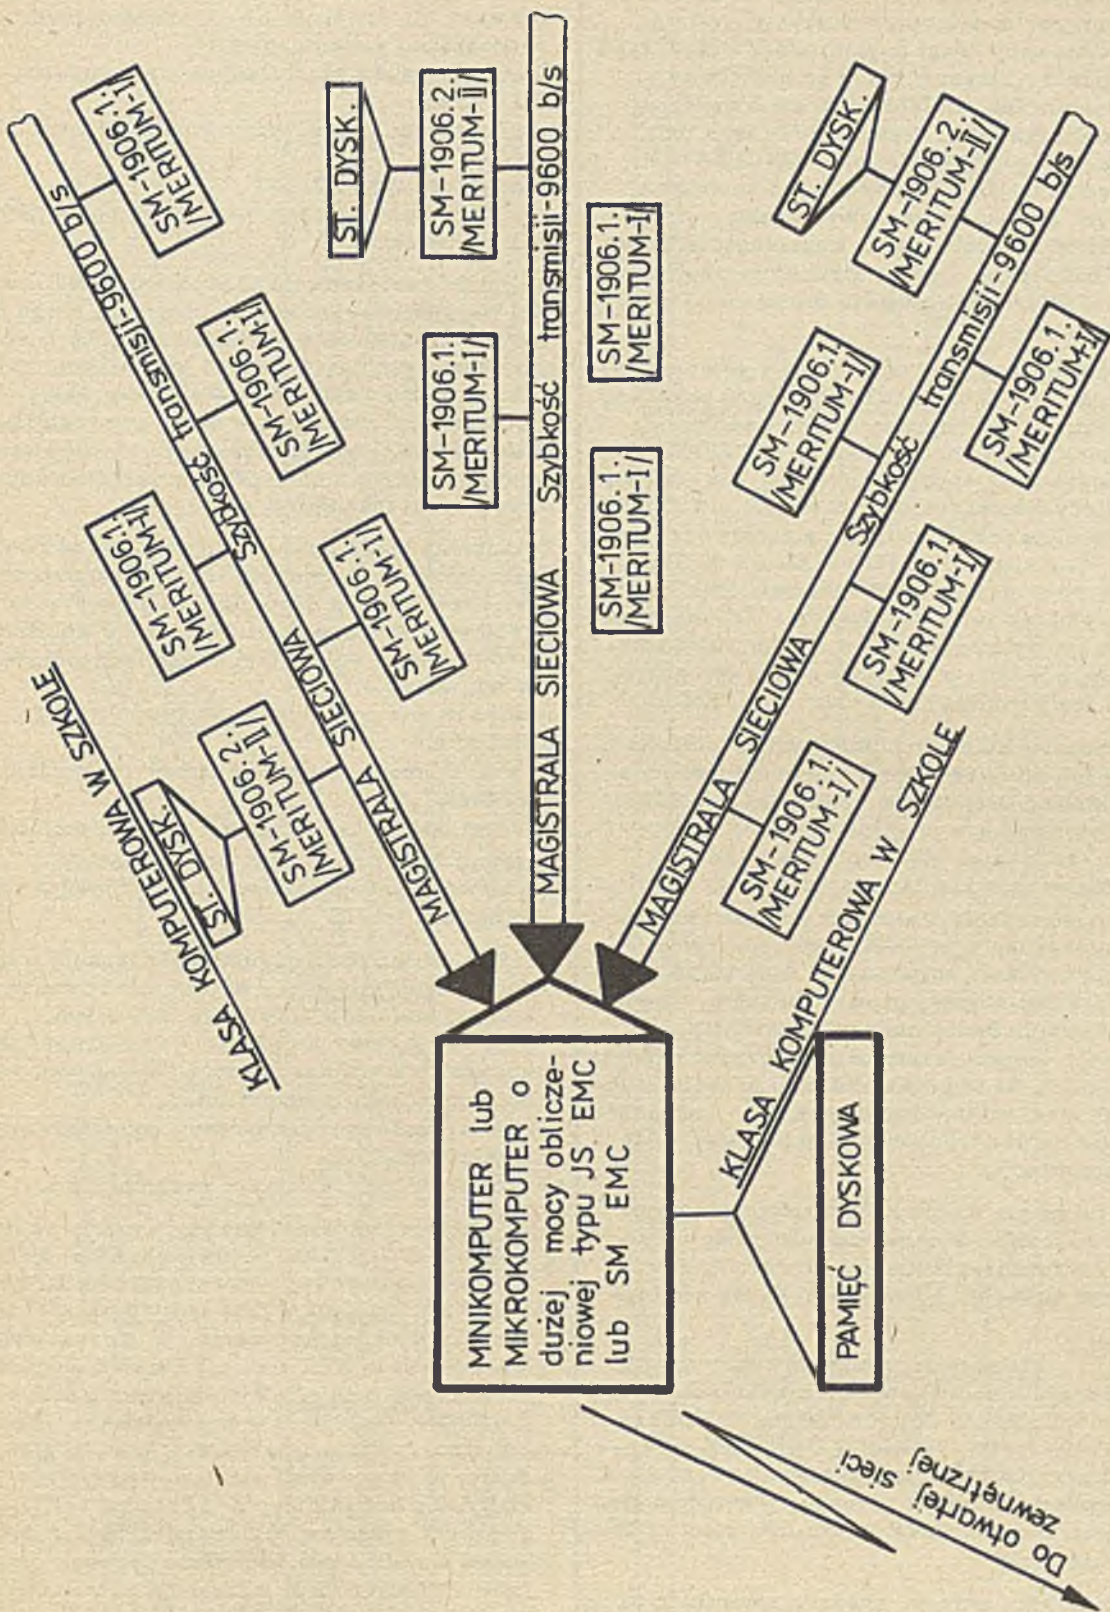 KLASA KOMPUTEROWA W SZKOLE
ST. DYSK.
SM-1906.2.
/MERITUM-II/
SM-1906.1.
/MERITUM-I/
SM-1906.1.
/MERITUM-I/
SM-1906.1.
/MERITUM-I/
SM-1906.1.
/MERITUM-I/
MAGISTRALA SIECIOWA Szybkość transmisji-9600 b/s
ST. DYSK.
SM-1906.2.
/MERITUM-II/
SM-1906.1.
/MERITUM-I/
MAGISTRALA SIECIOWA Szybkość transmisji-9600 b/s
SM-1906.1.
/MERITUM-I/
SM-1906.1.
/MERITUM-I/
ST. DYSK.
SM-1906.2.
/MERITUM-II/
SM-1906.1
/MERITUM-I/
MAGISTRALA SIECIOWA Szybkość transmisji-9600 b/s
SM-1906.1.
/MERITUM-I/
SM-1906.1.
/MERITUM-I/
SM-1906.1.
/MERITUM-I/
KLASA KOMPUTEROWA W SZKOLE
MINIKOMPUTER lub
MIKROKOMPUTER o
dużej mocy oblicze-
niowej typu JS EMC
lub SM EMC
PAMIĘĆ DYSKOWA
Do otwartej sieci
zewnętrznej